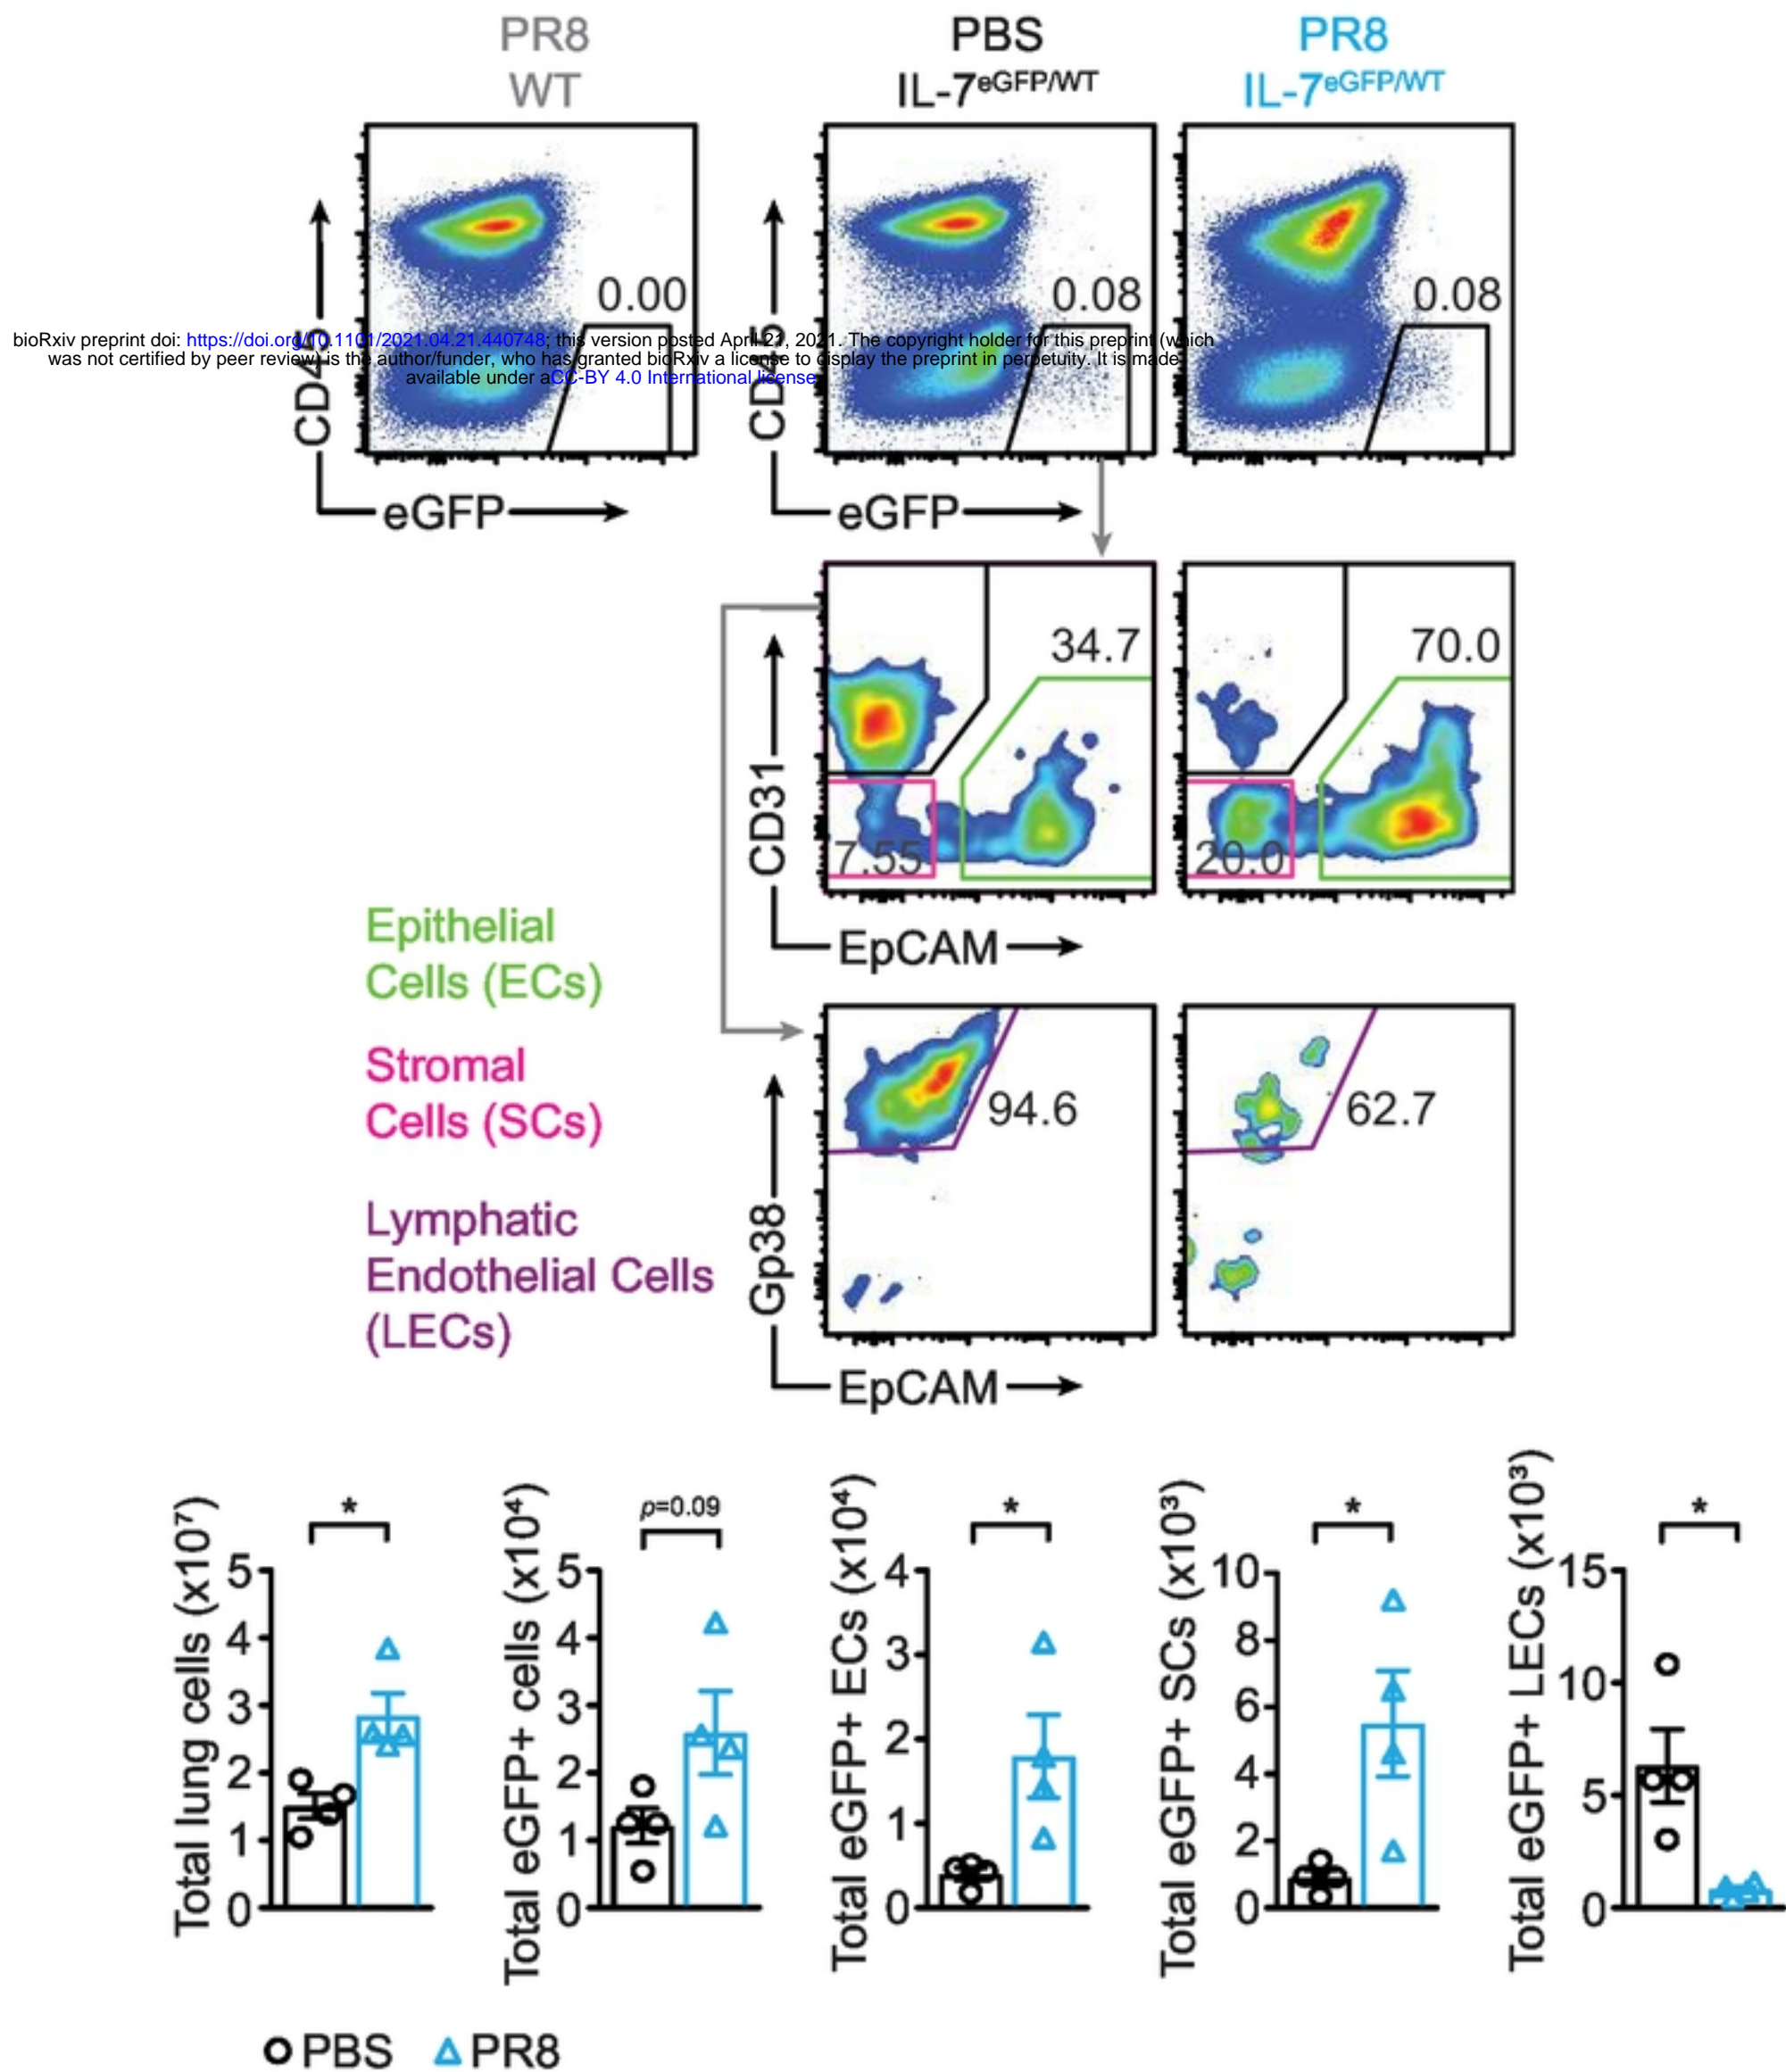 PR8
WT
PBS
IL-7eGFP/WT
PR8
IL-7eGFP/WT
0.00
0.08
0.08
bioRxiv preprint doi: https://doi.org/10.1101/2021.04.21.440748; this version posted April 21, 2021. The copyright holder for this preprint (which
was not certified by peer review) is the author/funder, who has granted bioRxiv a license to display the preprint in perpetuity. It is made
available under aCC-BY 4.0 International license.
CD45
CD45
eGFP
eGFP
34.7
70.0
CD31
7.55
20.0
EpCAM
Epithelial
Cells (ECs)
Stromal
Cells (SCs)
Lymphatic
Endothelial Cells
(LECs)
94.6
62.7
Gp38
EpCAM
Total lung cells (x10⁷)
*
5
4
3
2
1
0
Total eGFP+ cells (x10⁴)
p=0.09
5
4
3
2
1
0
Total eGFP+ ECs (x10⁴)
*
4
3
2
1
0
Total eGFP+ SCs (x10³)
*
10
8
6
4
2
0
Total eGFP+ LECs (x10³)
*
15
10
5
0
PBS
PR8